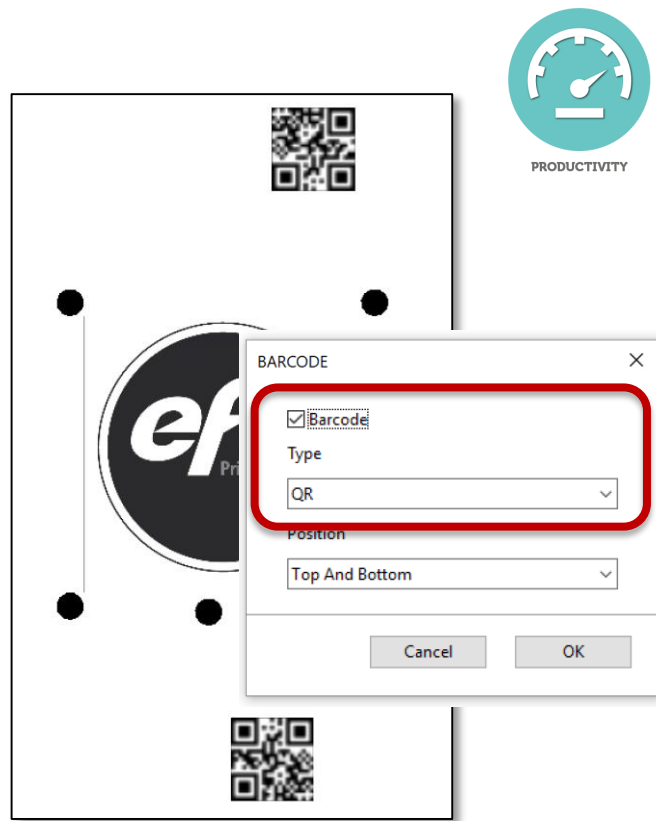 PRODUCTIVITY
BARCODE
Barcode
Type
QR
Position
Top And Bottom
Cancel
OK
ef
Pri